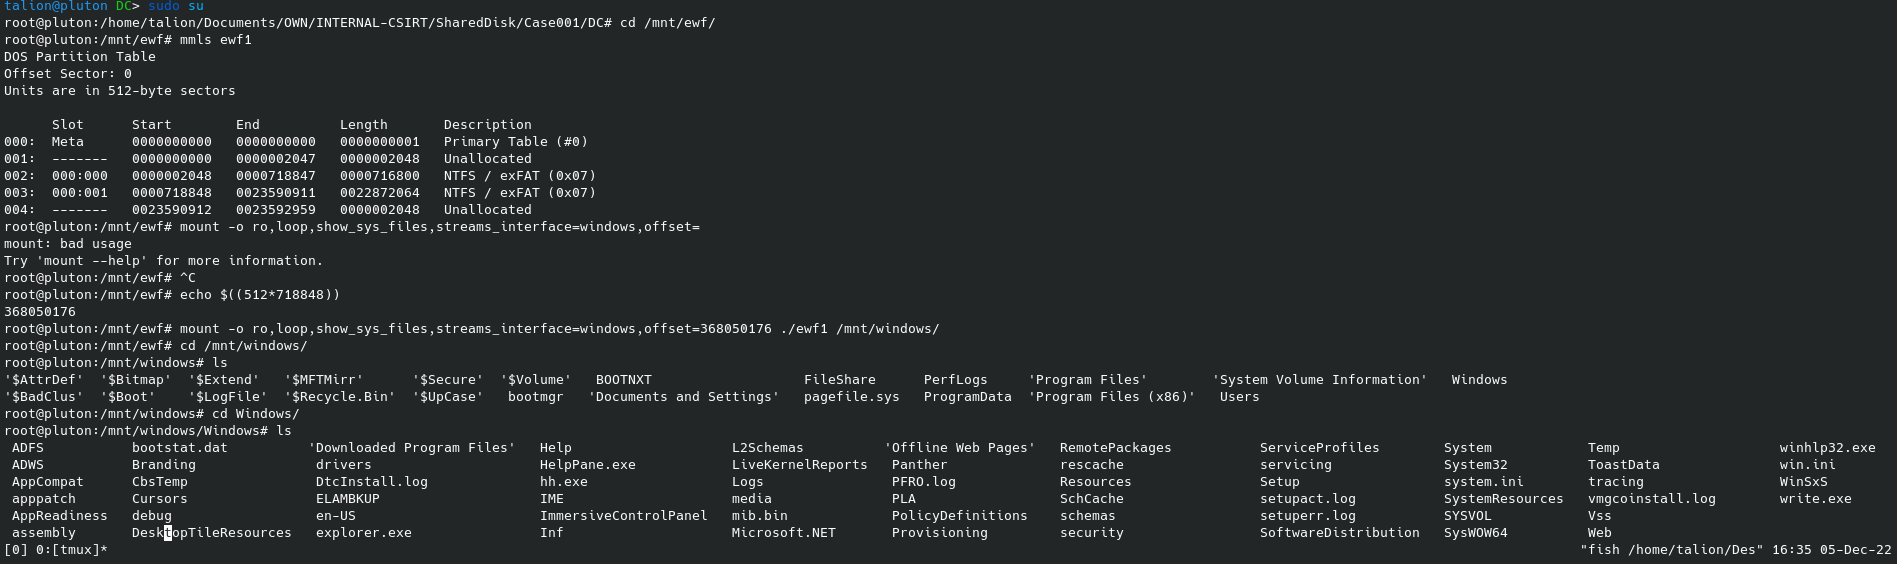 talion@pluton DC> sudo su
root@pluton:/home/talion/Documents/OWN/INTERNAL-CSIRT/SharedDisk/Case001/DC# cd /mnt/ewf/
root@pluton:/mnt/ewf# mmls ewf1
DOS Partition Table
Offset Sector: 0
Units are in 512-byte sectors

      Slot      Start        End          Length       Description
000:  Meta      0000000000   0000000000   0000000001   Primary Table (#0)
001:  -------   0000000000   0000002047   0000002048   Unallocated
002:  000:000   0000002048   0000718847   0000716800   NTFS / exFAT (0x07)
003:  000:001   0000718848   0023590911   0022872064   NTFS / exFAT (0x07)
004:  -------   0023590912   0023592959   0000002048   Unallocated
root@pluton:/mnt/ewf# mount -o ro,loop,show_sys_files,streams_interface=windows,offset=
mount: bad usage
Try 'mount --help' for more information.
root@pluton:/mnt/ewf# ^C
root@pluton:/mnt/ewf# echo $((512*718848))
368050176
root@pluton:/mnt/ewf# mount -o ro,loop,show_sys_files,streams_interface=windows,offset=368050176 ./ewf1 /mnt/windows/
root@pluton:/mnt/ewf# cd /mnt/windows/
root@pluton:/mnt/windows# ls
'$AttrDef'  '$Bitmap'  '$Extend'   '$MFTMirr'      '$Secure'  '$Volume'   BOOTNXT                   FileShare      PerfLogs     'Program Files'        'System Volume Information'   Windows
'$BadClus'  '$Boot'    '$LogFile'  '$Recycle.Bin'  '$UpCase'   bootmgr   'Documents and Settings'   pagefile.sys   ProgramData  'Program Files (x86)'   Users
root@pluton:/mnt/windows# cd Windows/
root@pluton:/mnt/windows/Windows# ls
 ADFS           bootstat.dat          'Downloaded Program Files'   Help                    L2Schemas          'Offline Web Pages'   RemotePackages           ServiceProfiles        System            Temp                    winhlp32.exe
 ADWS           Branding               drivers                     HelpPane.exe            LiveKernelReports   Panther              rescache                 servicing              System32          ToastData               win.ini
 AppCompat      CbsTemp                DtcInstall.log              hh.exe                  Logs                PFRO.log             Resources                Setup                  system.ini        tracing                 WinSxS
 apppatch       Cursors                ELAMBKUP                    IME                     media               PLA                  SchCache                 setupact.log           SystemResources   vmgcoinstall.log        write.exe
 AppReadiness   debug                  en-US                       ImmersiveControlPanel   mib.bin             PolicyDefinitions    schemas                  setuperr.log           SYSVOL            Vss
 assembly       DesktopTileResources   explorer.exe                Inf                     Microsoft.NET       Provisioning         security                 SoftwareDistribution   SysWOW64          Web
[0] 0:[tmux]* "fish /home/talion/Des" 16:35 05-Dec-22